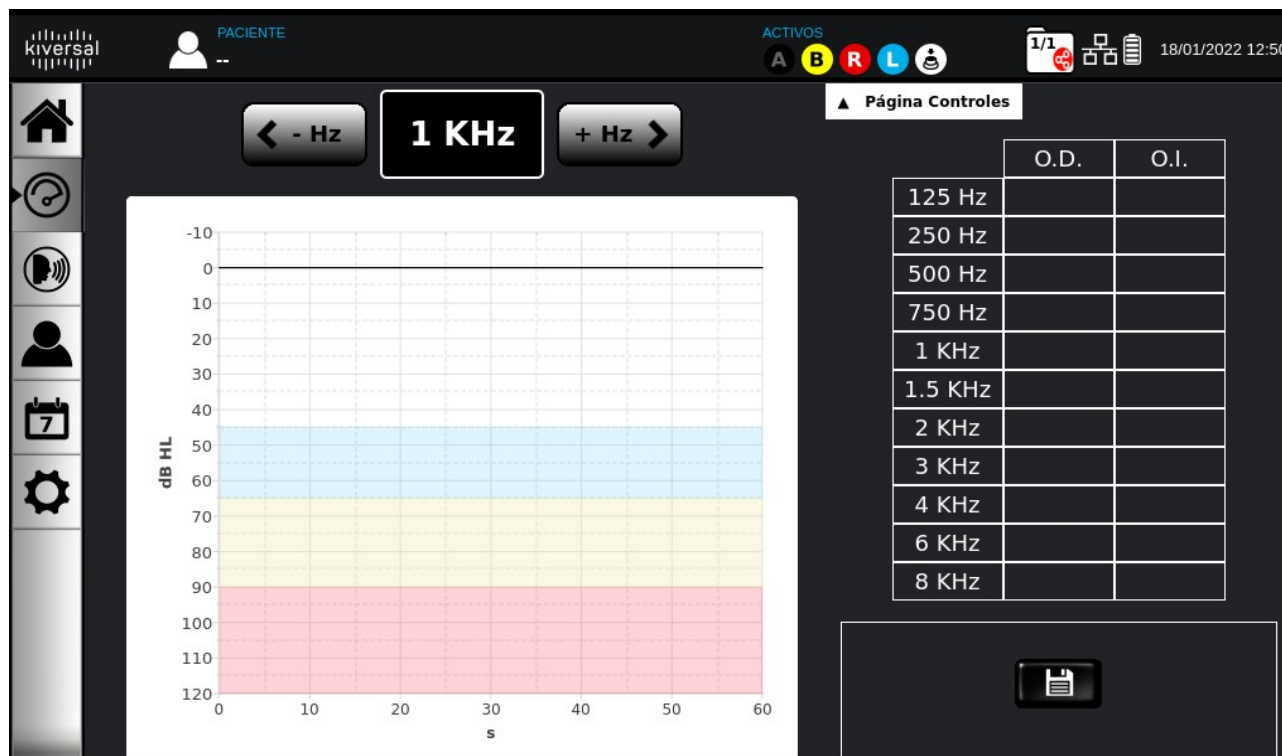 kiversal
PACIENTE
--
ACTIVOS
A B R L
1/1
18/01/2022 12:50
- Hz
1 KHz
+ Hz
▲ Página Controles
O.D. O.I.
125 Hz
250 Hz
500 Hz
750 Hz
1 KHz
1.5 KHz
2 KHz
3 KHz
4 KHz
6 KHz
8 KHz
7
dB HL
-10
0
10
20
30
40
50
60
70
80
90
100
110
120
0 10 20 30 40 50 60
s